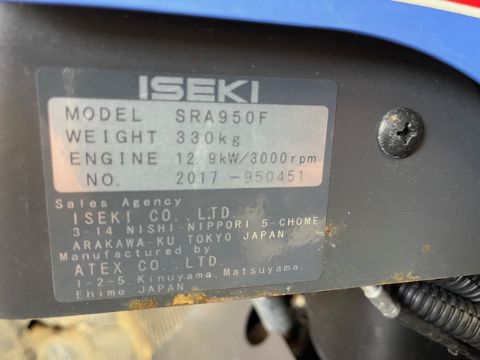 ISEKI
MODEL SRA950F
WEIGHT 330kg
ENGINE 12.9kW/3000rpm
NO. 2017-950451
Sales Agency
ISEKI CO.,LTD.
3-14 NISHI-NIPPORI 5-CHOME
ARAKAWA-KU TOKYO JAPAN
Manufactured by
ATEX CO.,LTD.
1-2-5,Kinuyama,Matsuyama,
Ehime JAPAN